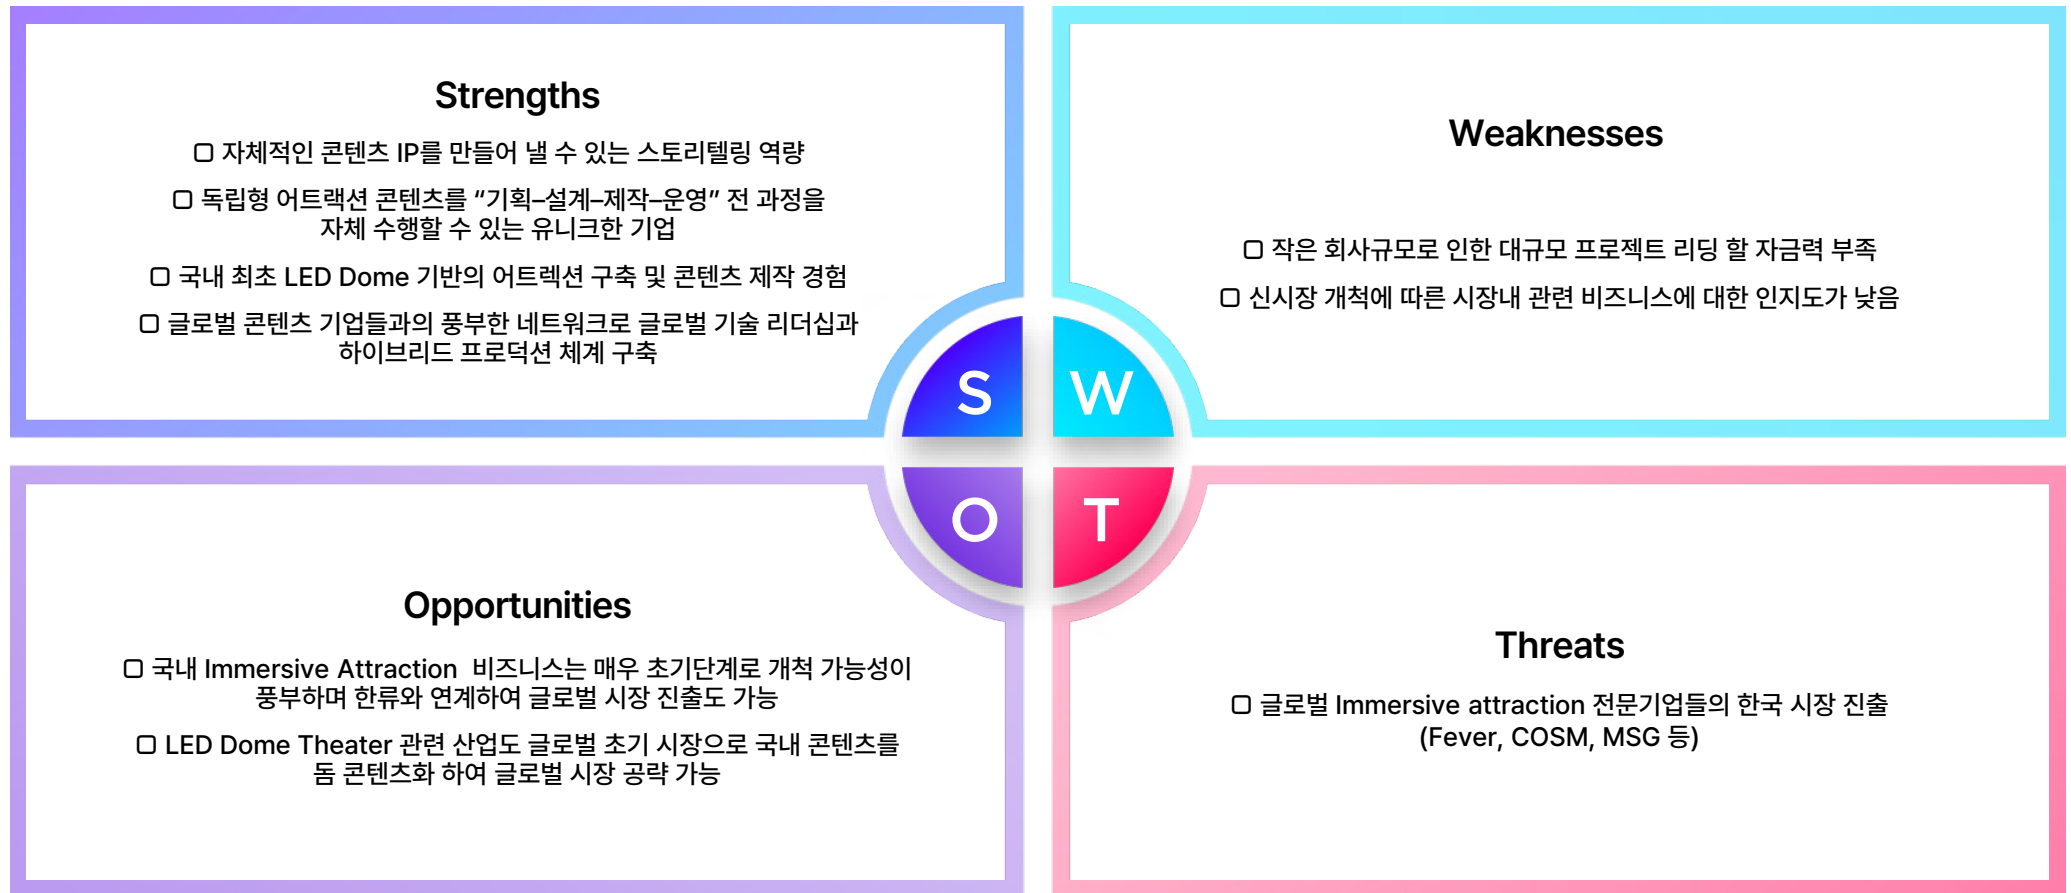 Strengths
▢ 자체적인 콘텐츠 IP를 만들어 낼 수 있는 스토리텔링 역량
▢ 독립형 어트랙션 콘텐츠를 “기획–설계–제작–운영” 전 과정을
자체 수행할 수 있는 유니크한 기업
▢ 국내 최초 LED Dome 기반의 어트렉션 구축 및 콘텐츠 제작 경험
▢ 글로벌 콘텐츠 기업들과의 풍부한 네트워크로 글로벌 기술 리더십과
하이브리드 프로덕션 체계 구축
Weaknesses
▢ 작은 회사규모로 인한 대규모 프로젝트 리딩 할 자금력 부족
▢ 신시장 개척에 따른 시장내 관련 비즈니스에 대한 인지도가 낮음
S W
O T
Opportunities
▢ 국내 Immersive Attraction 비즈니스는 매우 초기단계로 개척 가능성이
풍부하며 한류와 연계하여 글로벌 시장 진출도 가능
▢ LED Dome Theater 관련 산업도 글로벌 초기 시장으로 국내 콘텐츠를
돔 콘텐츠화 하여 글로벌 시장 공략 가능
Threats
▢ 글로벌 Immersive attraction 전문기업들의 한국 시장 진출
(Fever, COSM, MSG 등)